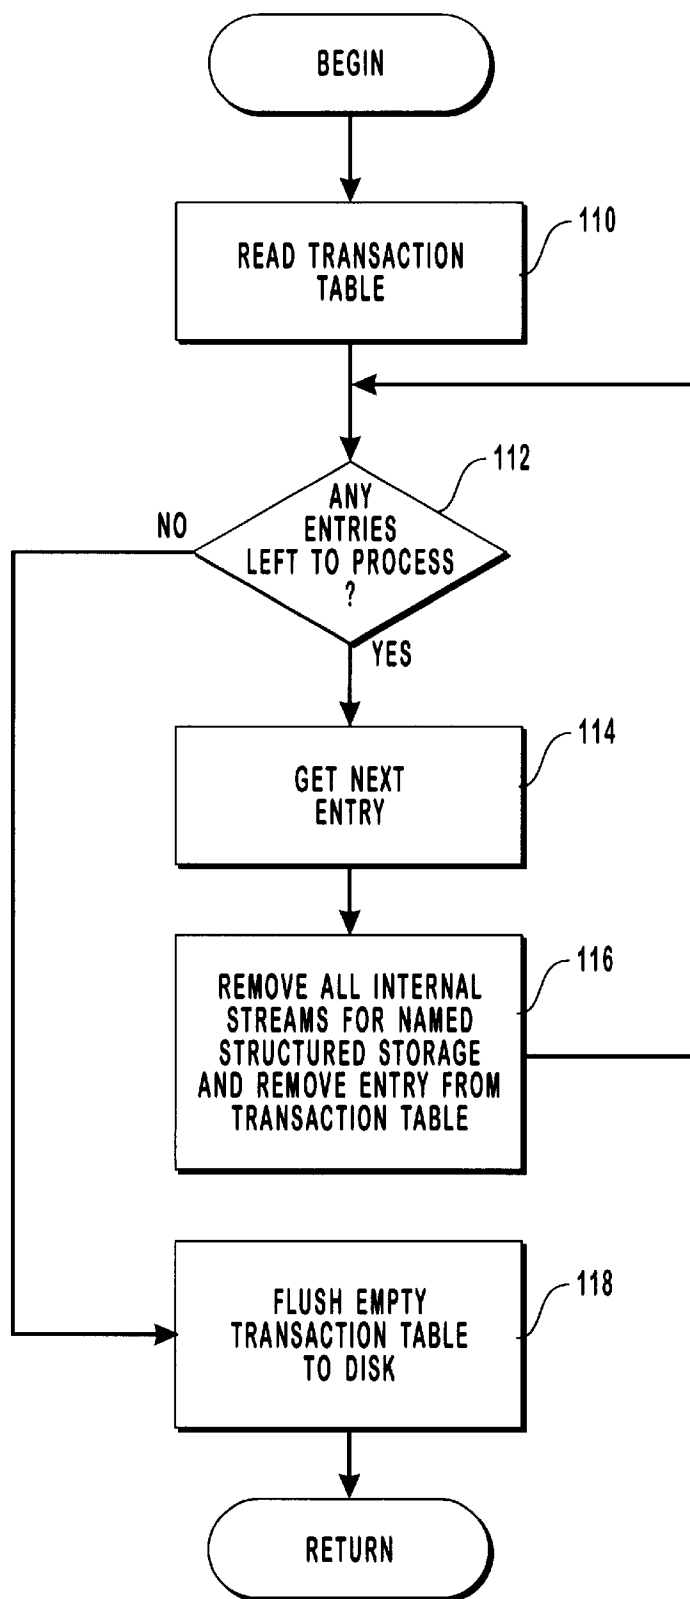 BEGIN
110
READ TRANSACTION
TABLE
112
ANY
ENTRIES
LEFT TO PROCESS
?
NO
YES
114
GET NEXT
ENTRY
116
REMOVE ALL INTERNAL
STREAMS FOR NAMED
STRUCTURED STORAGE
AND REMOVE ENTRY FROM
TRANSACTION TABLE
118
FLUSH EMPTY
TRANSACTION TABLE
TO DISK
RETURN